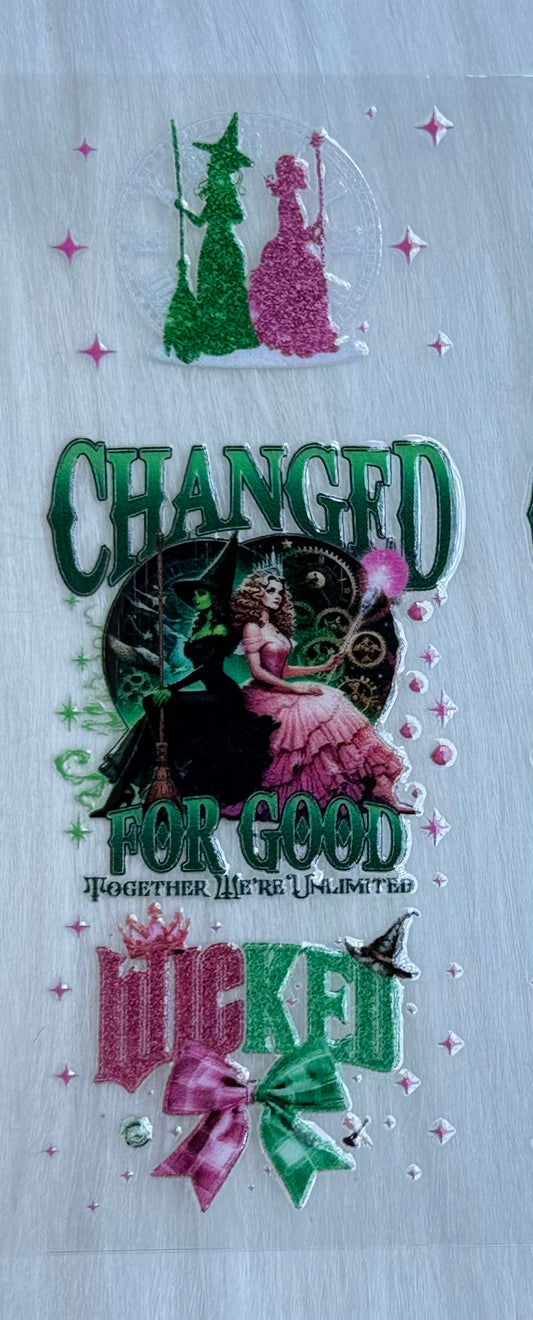 CHANGED
FOR GOOD
TOGETHER WE'RE UNLIMITED
WICKED